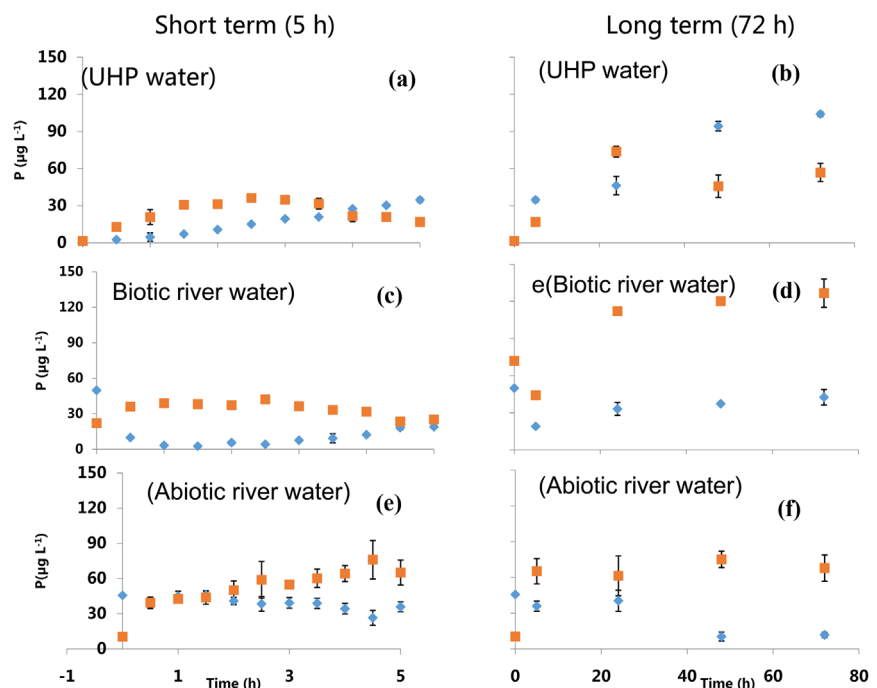 Short term (5 h)
Long term (72 h)
150
120
90
60
30
0
P (µg L-1)
(UHP water)
(a)
(UHP water)
(b)
150
120
90
60
30
0
P (µg L-1)
Biotic river water)
(c)
e(Biotic river water)
(d)
150
120
90
60
30
0
P(µg L-1)
(Abiotic river water)
(e)
(Abiotic river water)
(f)
-1
1
3
5
Time (h)
0
20
40
60
80
Time (h)